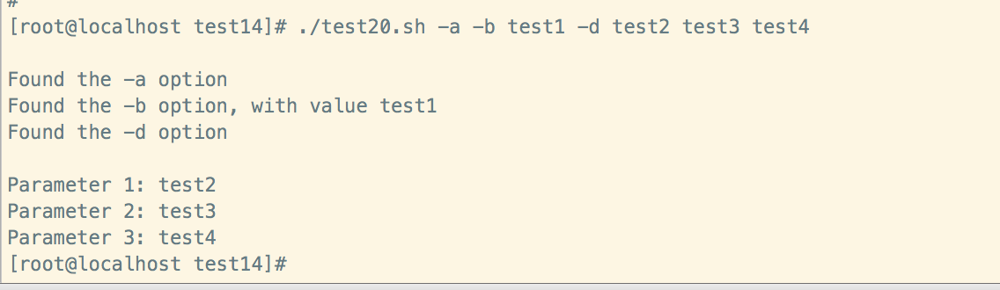 #
[root@localhost test14]# ./test20.sh -a -b test1 -d test2 test3 test4
Found the -a option
Found the -b option, with value test1
Found the -d option
Parameter 1: test2
Parameter 2: test3
Parameter 3: test4
[root@localhost test14]#